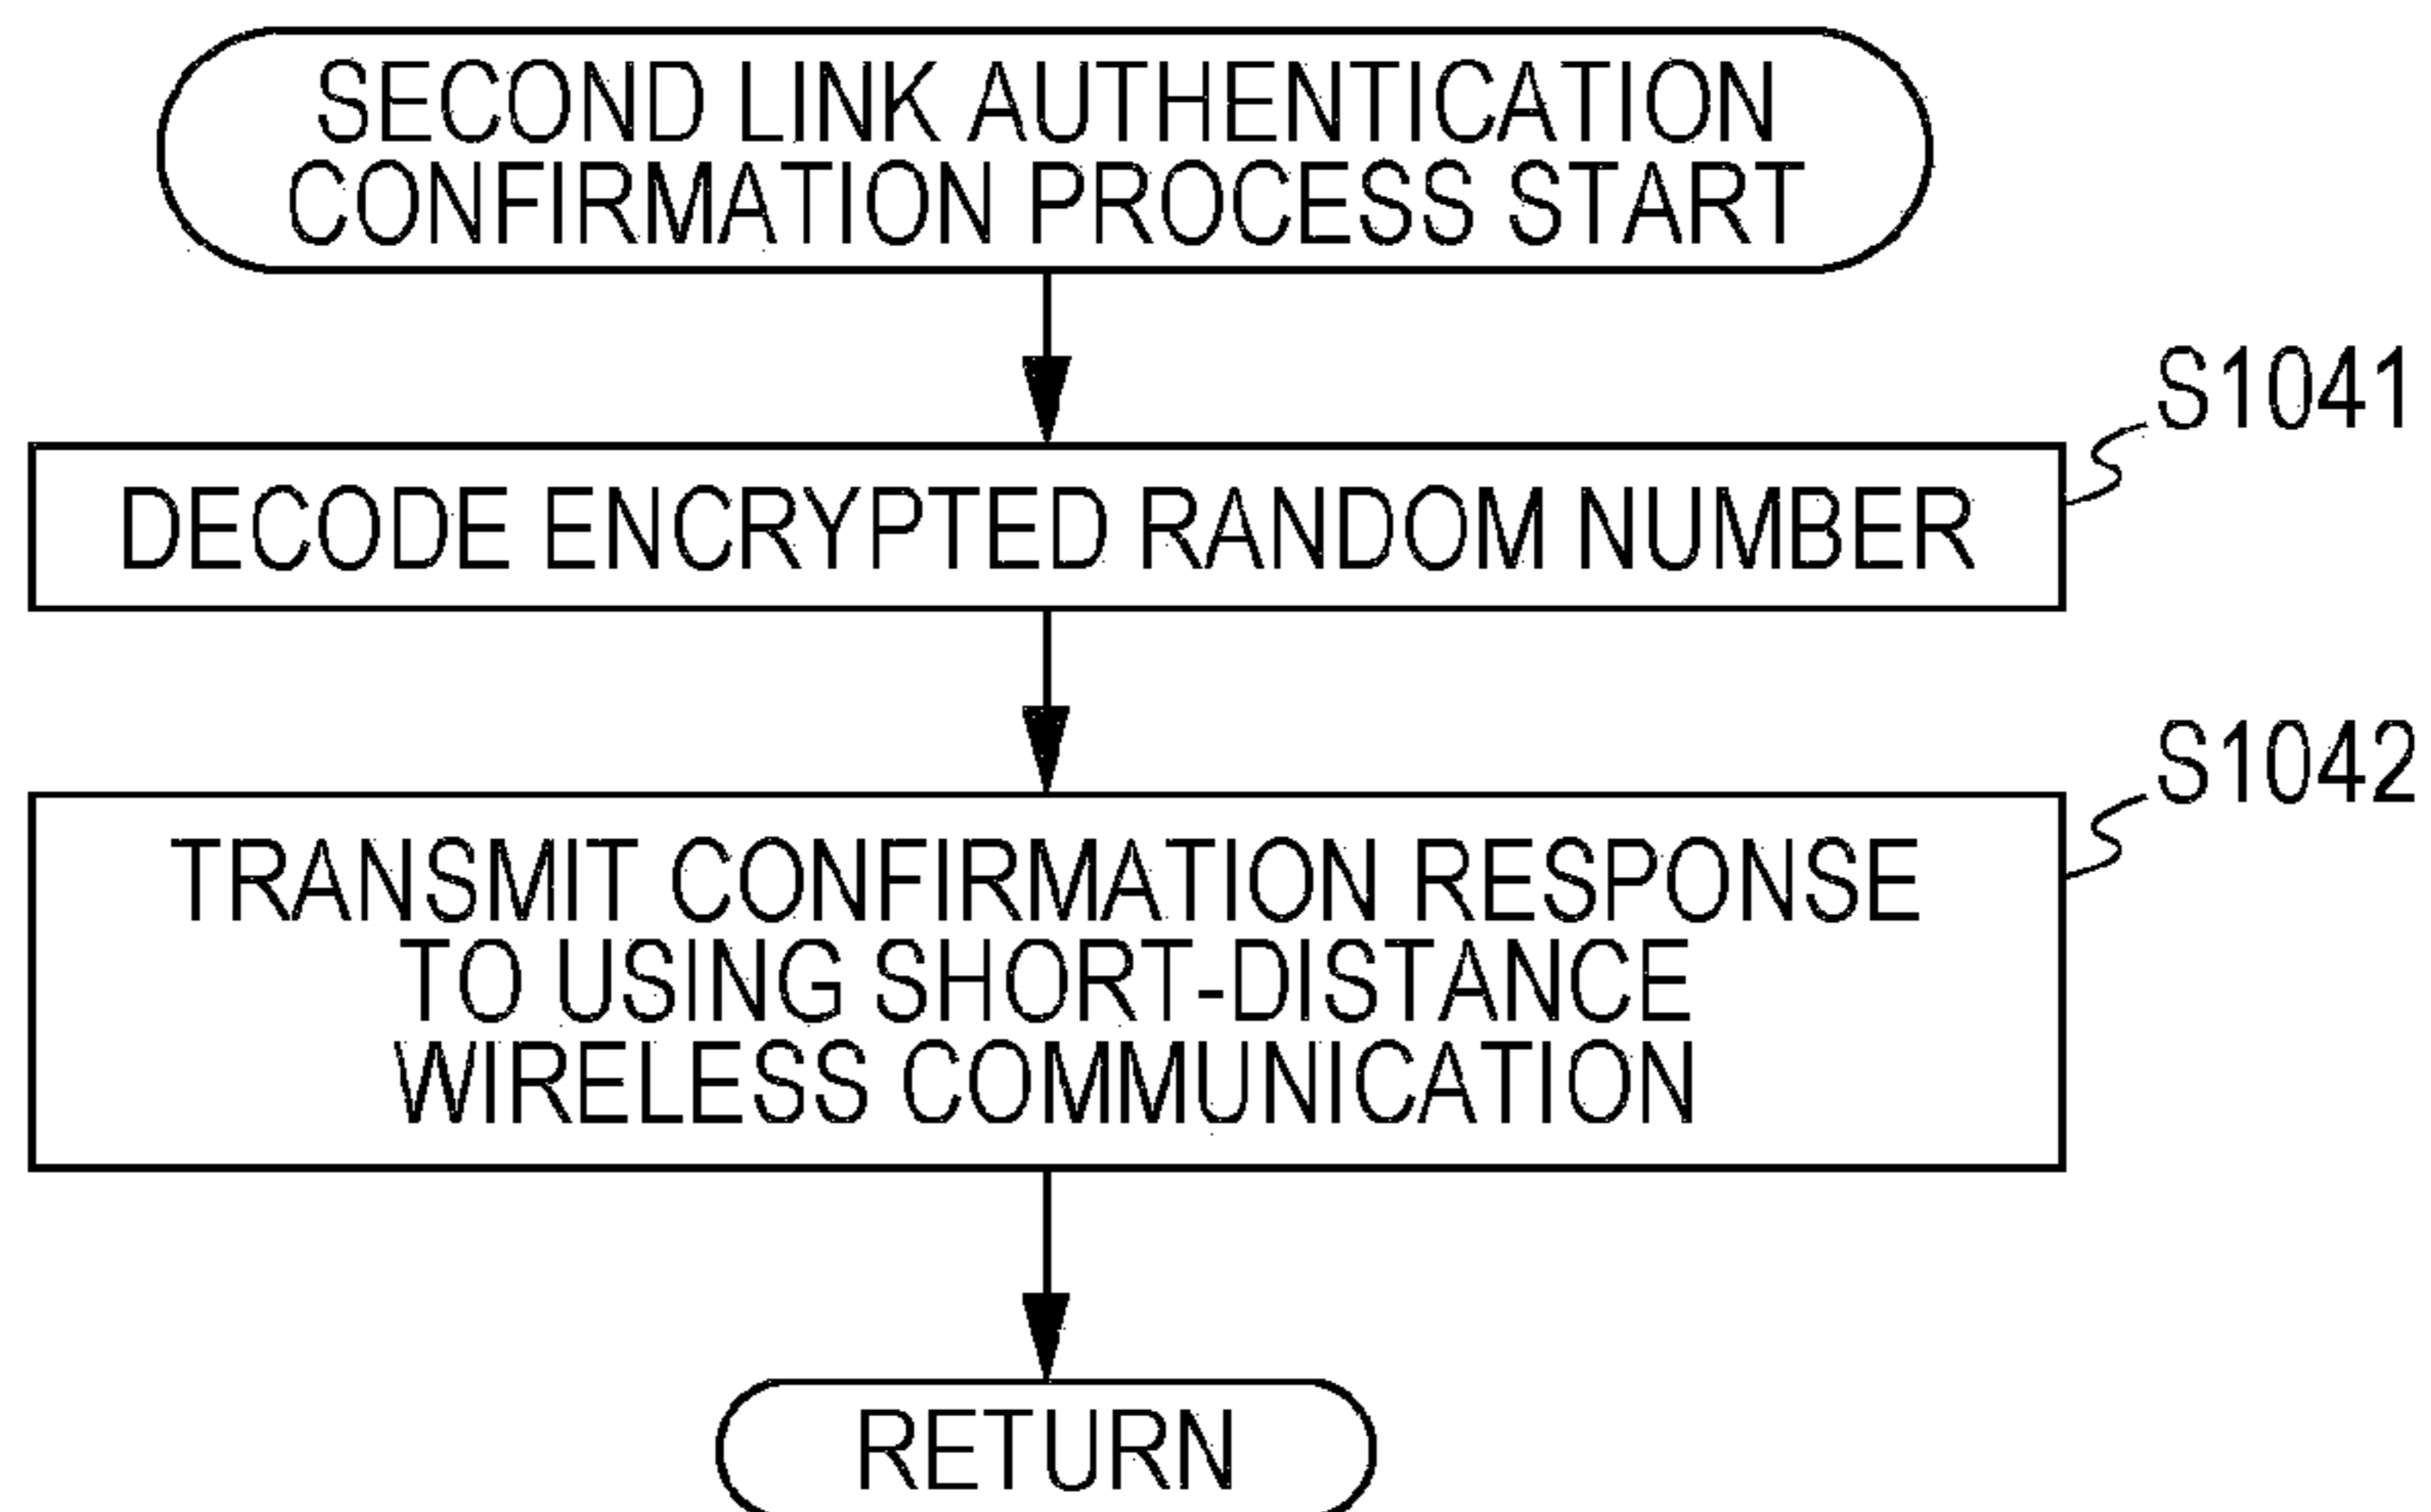 SECOND LINK AUTHENTICATION
CONFIRMATION PROCESS START
S1041
DECODE ENCRYPTED RANDOM NUMBER
S1042
TRANSMIT CONFIRMATION RESPONSE
TO USING SHORT-DISTANCE
WIRELESS COMMUNICATION
RETURN